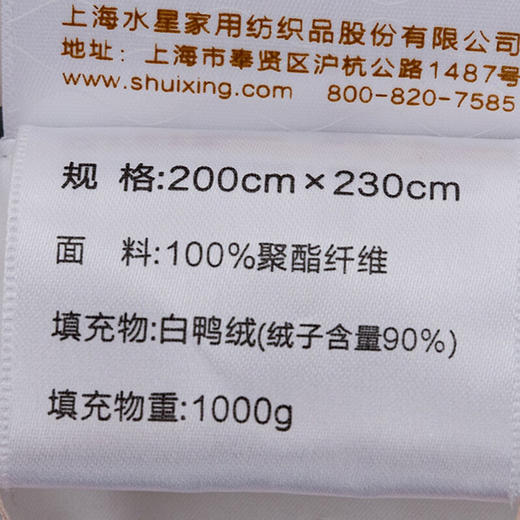 上海水星家用纺织品股份有限公司
地址：上海市奉贤区沪杭公路1487号
www.shuixing.com 800-820-7585
规 格:200cm×230cm
面 料:100%聚酯纤维
填充物:白鸭绒(绒子含量90%)
填充物重:1000g